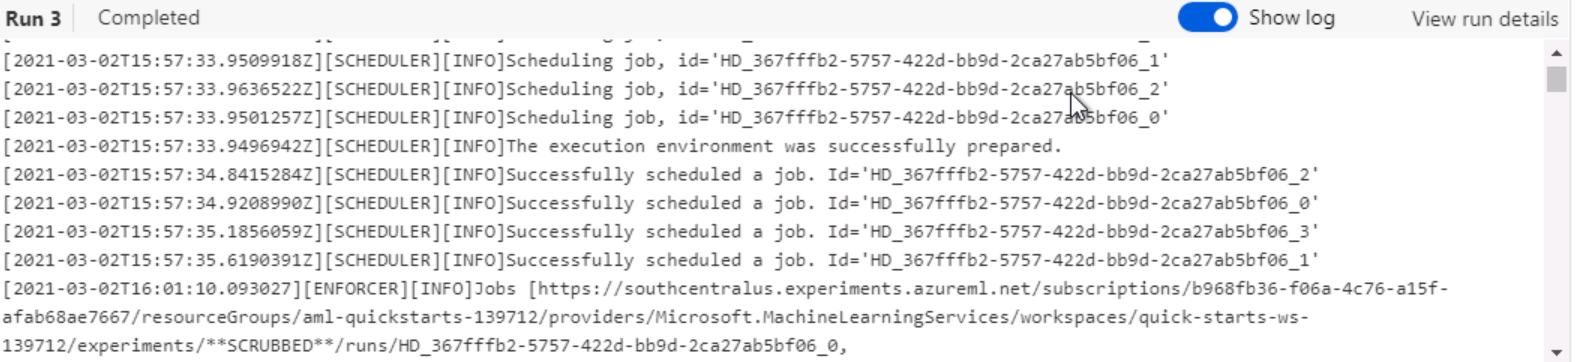 Run 3 Completed Show log View run details
[2021-03-02T15:57:33.9509918Z][SCHEDULER][INFO]Scheduling job, id='HD_367fffb2-5757-422d-bb9d-2ca27ab5bf06_1'
[2021-03-02T15:57:33.9636522Z][SCHEDULER][INFO]Scheduling job, id='HD_367fffb2-5757-422d-bb9d-2ca27ab5bf06_2'
[2021-03-02T15:57:33.9501257Z][SCHEDULER][INFO]Scheduling job, id='HD_367fffb2-5757-422d-bb9d-2ca27ab5bf06_0'
[2021-03-02T15:57:33.9496942Z][SCHEDULER][INFO]The execution environment was successfully prepared.
[2021-03-02T15:57:34.8415284Z][SCHEDULER][INFO]Successfully scheduled a job. Id='HD_367fffb2-5757-422d-bb9d-2ca27ab5bf06_2'
[2021-03-02T15:57:34.9208990Z][SCHEDULER][INFO]Successfully scheduled a job. Id='HD_367fffb2-5757-422d-bb9d-2ca27ab5bf06_0'
[2021-03-02T15:57:35.1856059Z][SCHEDULER][INFO]Successfully scheduled a job. Id='HD_367fffb2-5757-422d-bb9d-2ca27ab5bf06_3'
[2021-03-02T15:57:35.6190391Z][SCHEDULER][INFO]Successfully scheduled a job. Id='HD_367fffb2-5757-422d-bb9d-2ca27ab5bf06_1'
[2021-03-02T16:01:10.093027][ENFORCER][INFO]Jobs [https://southcentralus.experiments.azureml.net/subscriptions/b968fb36-f06a-4c76-a15f-
afab68ae7667/resourceGroups/aml-quickstarts-139712/providers/Microsoft.MachineLearningServices/workspaces/quick-starts-ws-
139712/experiments/**SCRUBBED**/runs/HD_367fffb2-5757-422d-bb9d-2ca27ab5bf06_0,